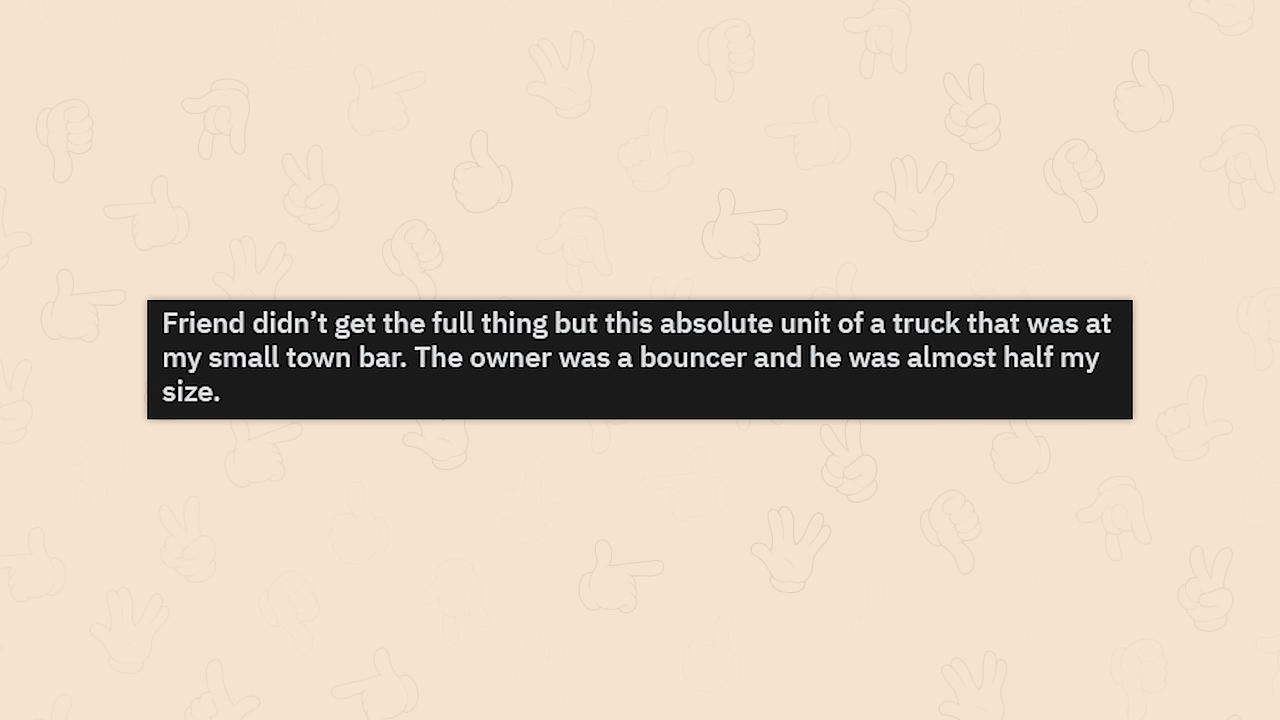 Friend didn’t get the full thing but this absolute unit of a truck that was at
my small town bar. The owner was a bouncer and he was almost half my
size.